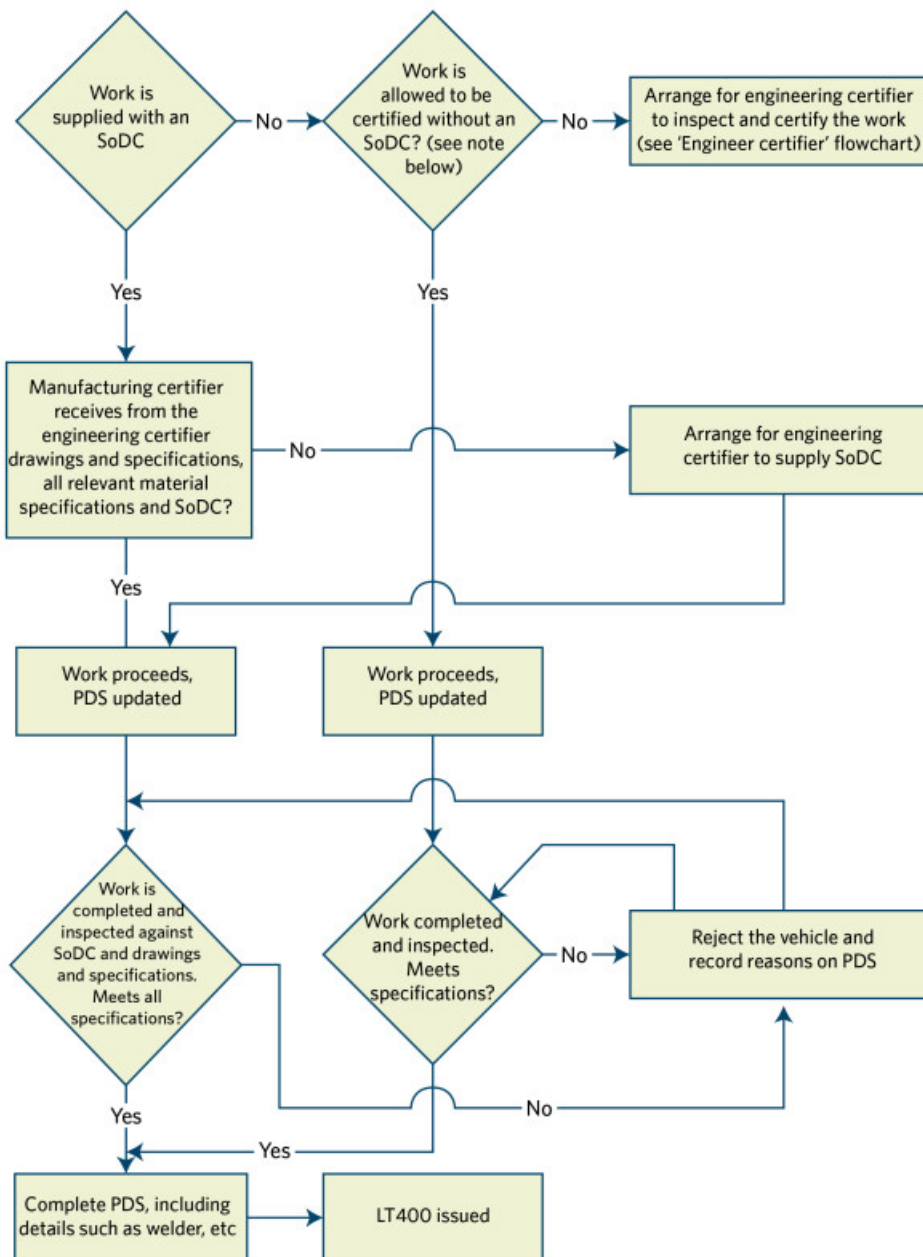 Work is
supplied with an
SoDC
No
Work is
allowed to be
certified without an
SoDC? (see note
below)
No
Arrange for engineering certifier
to inspect and certify the work
(see ‘Engineer certifier’ flowchart)
Yes
Yes
Manufacturing certifier
receives from the
engineering certifier
drawings and specifications,
all relevant material
specifications and SoDC?
No
Arrange for engineering
certifier to supply SoDC
Yes
Work proceeds,
PDS updated
Work proceeds,
PDS updated
Work is
completed and
inspected against
SoDC and drawings
and specifications.
Meets all
specifications?
Work completed
and inspected.
Meets
specifications?
No
Reject the vehicle and
record reasons on PDS
No
Yes
Yes
Complete PDS, including
details such as welder, etc
LT400 issued